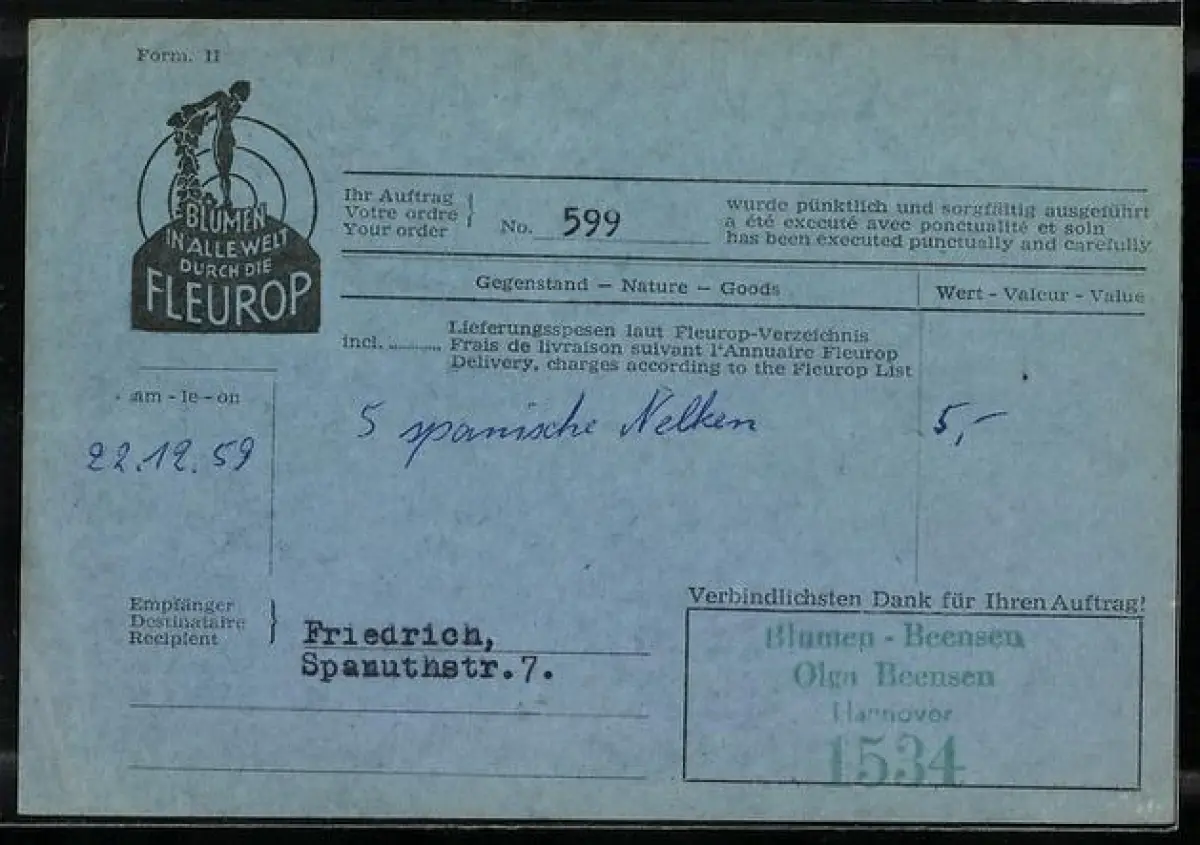 Form. II
BLUMEN
IN ALLE WELT
DURCH DIE
FLEUROP
Ihr Auftrag
Votre ordre
Your order
No. 599
wurde pünktlich und sorgfältig ausgeführt
a été executé avec ponctualité et soin
has been executed punctually and carefully
Gegenstand – Nature – Goods
Wert - Valeur - Value
incl. ..........
Lieferungsspesen laut Fleurop-Verzeichnis
Frais de livraison suivant l'Annuaire Fleurop
Delivery, charges according to the Fleurop List
am - le - on
22.12.59
5 spanische Nelken
5,-
Empfänger
Destinataire
Recipient
Friedrich,
Spanuthstr.7.
Verbindlichsten Dank für Ihren Auftrag!
Blumen - Beensen
Olga Beensen
Hannover
1534